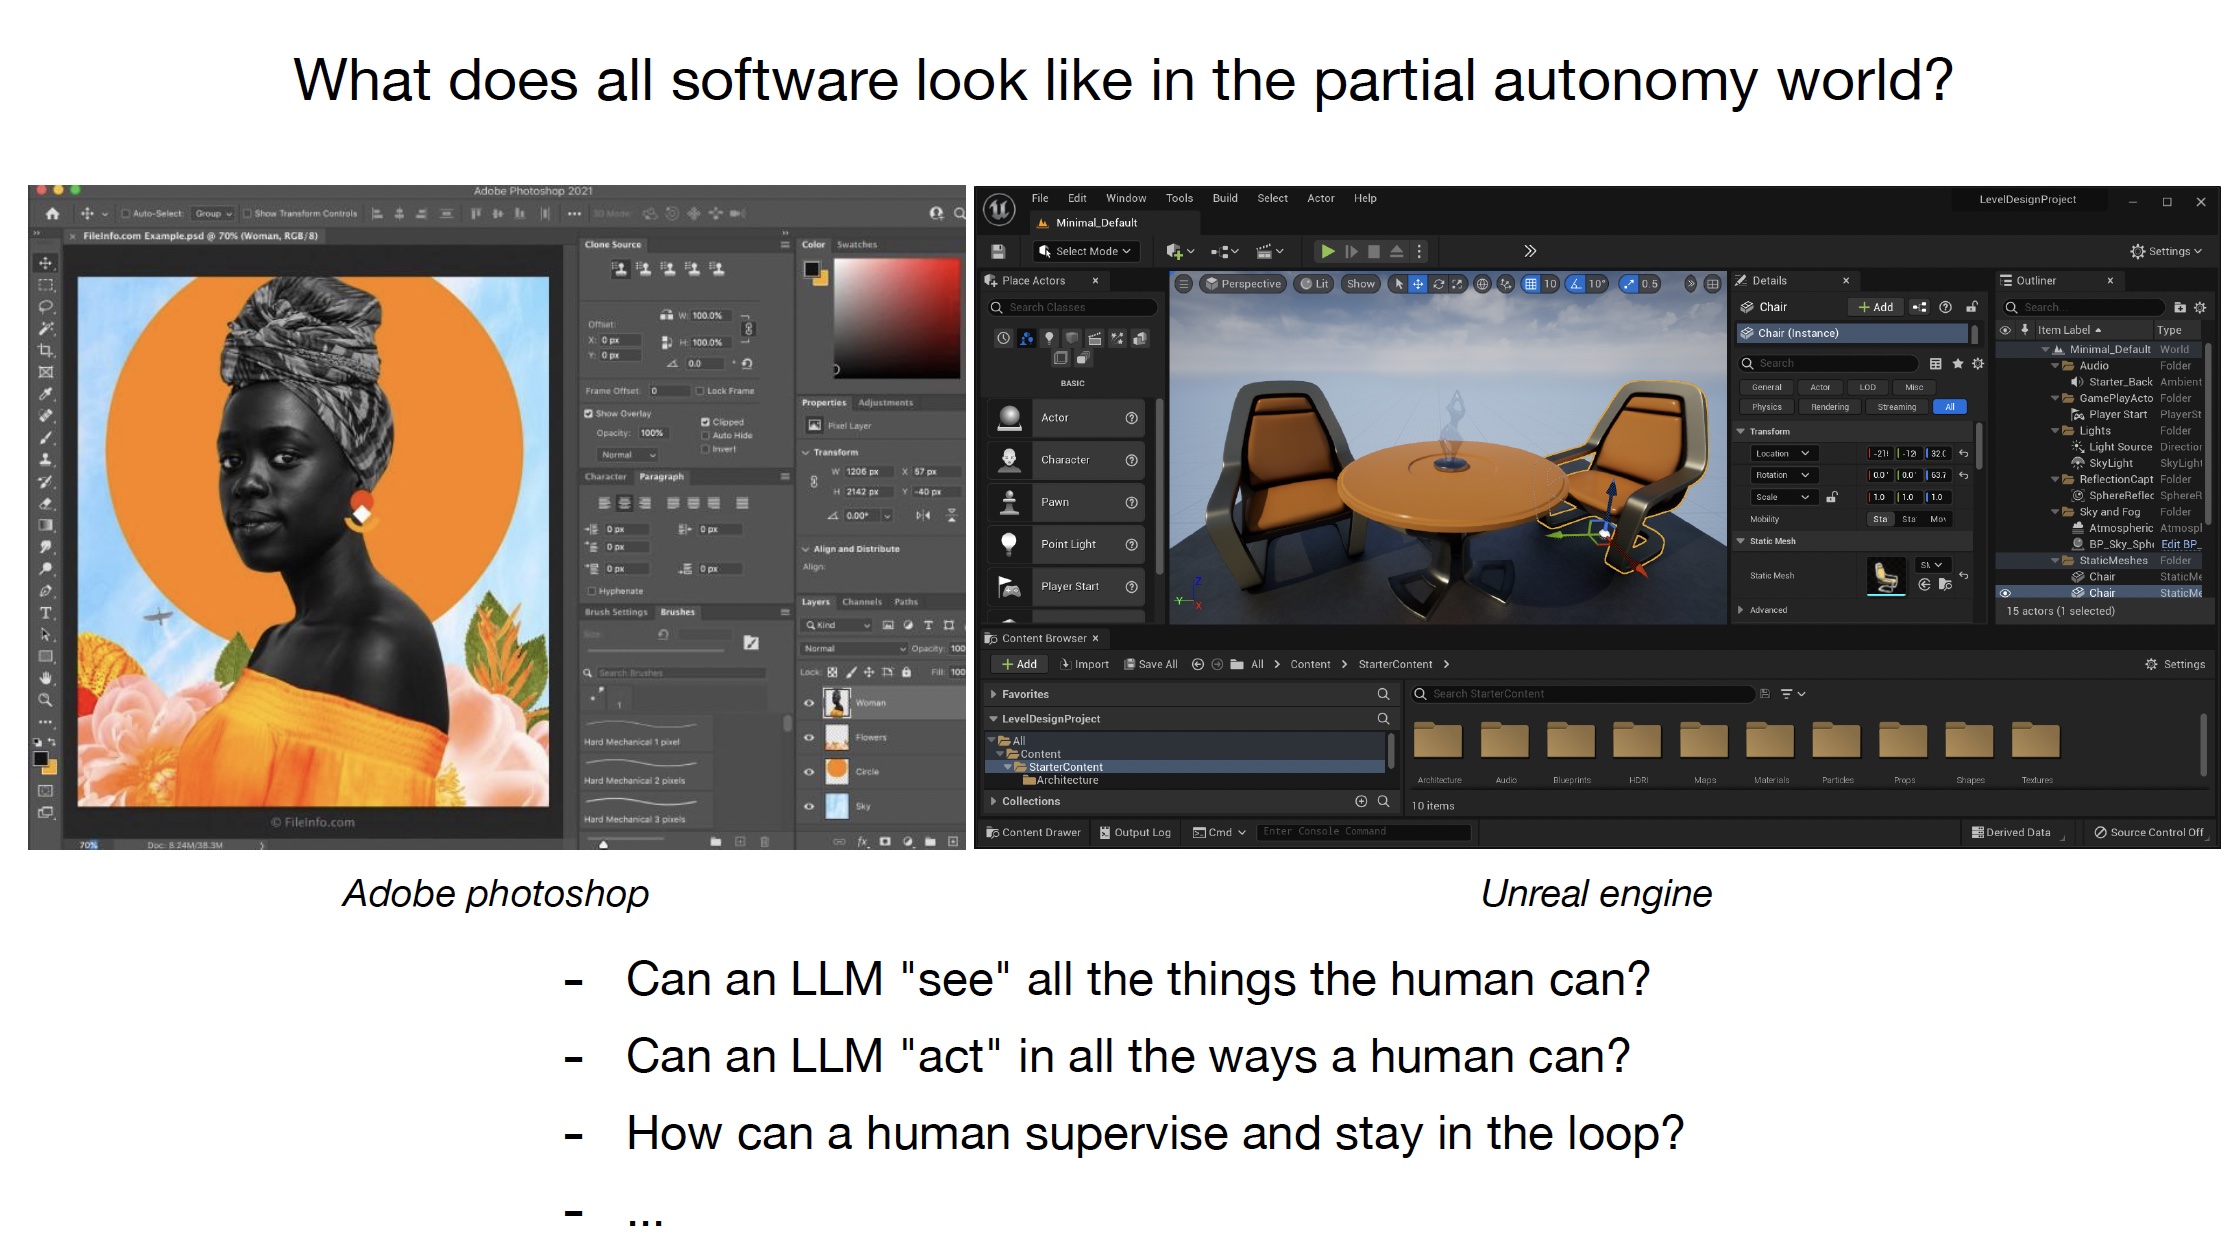 What does all software look like in the partial autonomy world?
Adobe Photoshop 2021
Auto-Select: Group Show Transform Controls 3D Mode:
FileInfo.com Example.psd @ 70% (Woman, RGB/8)
Clone Source
Offset: W: 100.0%
X: 0 px H: 100.0%
Y: 0 px 0.0 °
Frame Offset: 0 Lock Frame
Show Overlay Clipped
Opacity: 100% Auto Hide
Normal Invert
Character Paragraph
0 px 0 px
0 px
0 px 0 px
Hyphenate
Brush Settings Brushes
Size:
Search Brushes
1
Hard Mechanical 1 pixel
Hard Mechanical 2 pixels
Hard Mechanical 3 pixels
Color Swatches
Properties Adjustments
Pixel Layer
Transform
W 1206 px X 57 px
H 2142 px Y -40 px
0.00°
Align and Distribute
Align:
Layers Channels Paths
Kind
Normal Opacity: 100
Lock: Fill: 100
Woman
Flowers
Circle
Sky
fx
© FileInfo.com
70% Doc: 8.24M/38.3M
File Edit Window Tools Build Select Actor Help
LevelDesignProject
Minimal_Default
Select Mode
Settings
Place Actors
Search Classes
BASIC
Actor
Character
Pawn
Point Light
Player Start
Perspective Lit Show 10 10° 0.5
Z
Y
X
Details
Chair + Add
Chair (Instance)
Search
General Actor LOD Misc
Physics Rendering Streaming All
Transform
Location
Rotation 0.0° 0.0° 63.7
Scale 1.0 1.0 1.0
Mobility Sta Sta Mov
Static Mesh
Static Mesh
Advanced
Outliner
Search...
Item Label Type
Minimal_Default World
Audio Folder
Starter_Back Ambient
GamePlayActo Folder
Player Start PlayerSt
Lights Folder
Light Source Direction
SkyLight SkyLight
ReflectionCapt Folder
SphereReflec SphereR
Sky and Fog Folder
Atmospheric Atmosp
BP_Sky_Sph Edit BP_
StaticMeshes Folder
Chair StaticMe
Chair StaticMe
15 actors (1 selected)
Content Browser
+ Add Import Save All All Content StarterContent
Settings
Favorites
LevelDesignProject
All
Content
StarterContent
Architecture
Collections
Search StarterContent
Architecture Audio Blueprints HDRI Maps Materials Particles Props Shapes Textures
10 items
Content Drawer Output Log Cmd Enter Console Command
Derived Data Source Control Off
Adobe photoshop
Unreal engine
- Can an LLM "see" all the things the human can?
- Can an LLM "act" in all the ways a human can?
- How can a human supervise and stay in the loop?
- ...